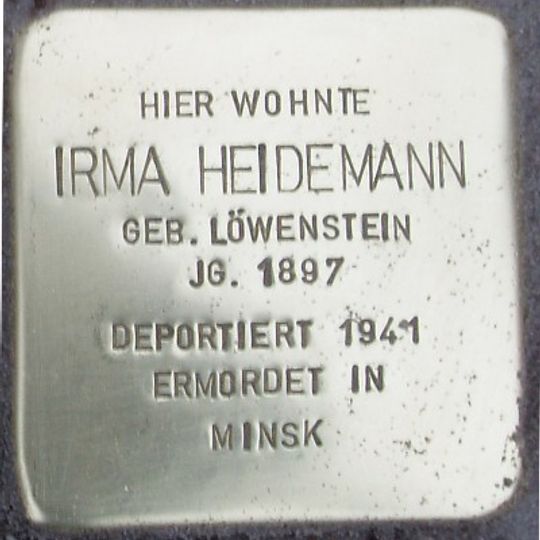 HIER WOHNTE
IRMA HEIDEMANN
GEB. LÖWENSTEIN
JG. 1897
DEPORTIERT 1941
ERMORDET IN
MINSK